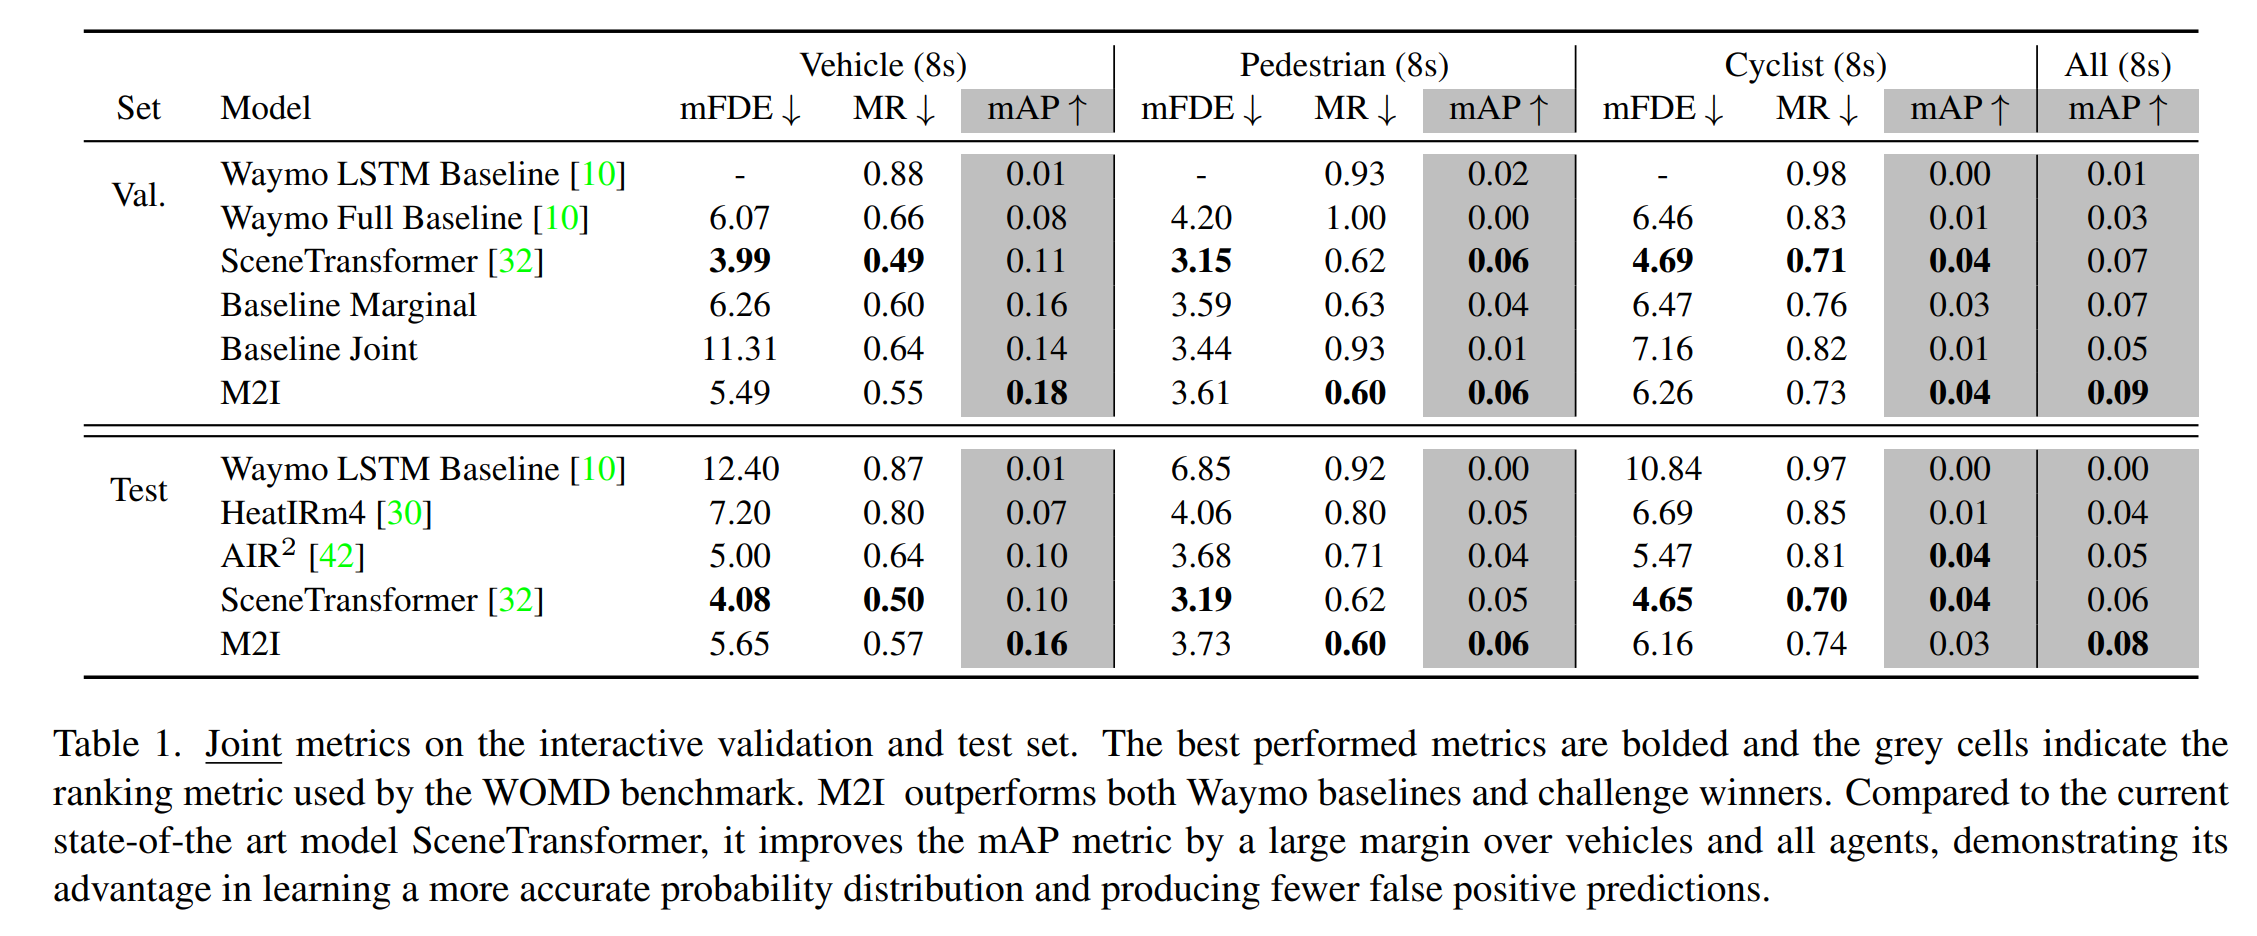 Vehicle (8s) Pedestrian (8s) Cyclist (8s) All (8s)
Set Model mFDE ↓ MR ↓ mAP ↑ mFDE ↓ MR ↓ mAP ↑ mFDE ↓ MR ↓ mAP ↑ mAP ↑
Val. Waymo LSTM Baseline [10] - 0.88 0.01 - 0.93 0.02 - 0.98 0.00 0.01
Waymo Full Baseline [10] 6.07 0.66 0.08 4.20 1.00 0.00 6.46 0.83 0.01 0.03
SceneTransformer [32] 3.99 0.49 0.11 3.15 0.62 0.06 4.69 0.71 0.04 0.07
Baseline Marginal 6.26 0.60 0.16 3.59 0.63 0.04 6.47 0.76 0.03 0.07
Baseline Joint 11.31 0.64 0.14 3.44 0.93 0.01 7.16 0.82 0.01 0.05
M2I 5.49 0.55 0.18 3.61 0.60 0.06 6.26 0.73 0.04 0.09
Test Waymo LSTM Baseline [10] 12.40 0.87 0.01 6.85 0.92 0.00 10.84 0.97 0.00 0.00
HeatIRm4 [30] 7.20 0.80 0.07 4.06 0.80 0.05 6.69 0.85 0.01 0.04
AIR² [42] 5.00 0.64 0.10 3.68 0.71 0.04 5.47 0.81 0.04 0.05
SceneTransformer [32] 4.08 0.50 0.10 3.19 0.62 0.05 4.65 0.70 0.04 0.06
M2I 5.65 0.57 0.16 3.73 0.60 0.06 6.16 0.74 0.03 0.08
Table 1. Joint metrics on the interactive validation and test set. The best performed metrics are bolded and the grey cells indicate the
ranking metric used by the WOMD benchmark. M2I outperforms both Waymo baselines and challenge winners. Compared to the current
state-of-the art model SceneTransformer, it improves the mAP metric by a large margin over vehicles and all agents, demonstrating its
advantage in learning a more accurate probability distribution and producing fewer false positive predictions.